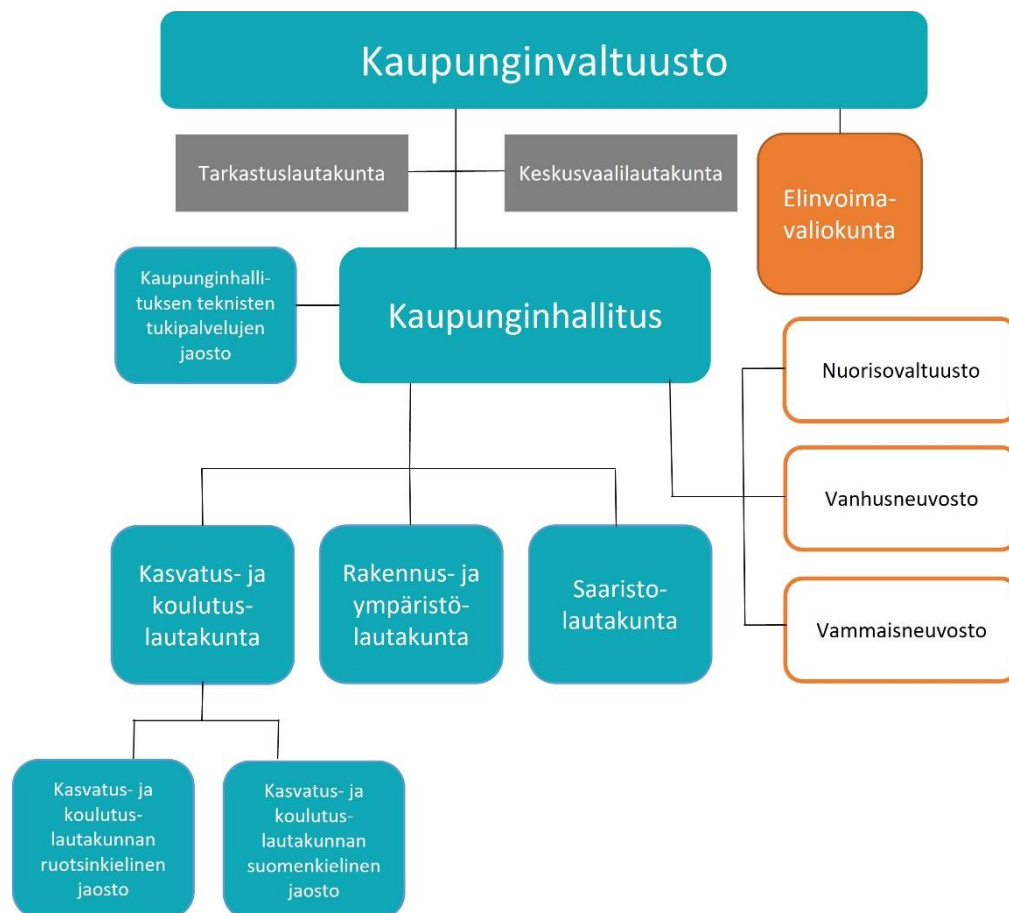 Kaupunginvaltuusto
Tarkastuslautakunta
Keskusvaalilautakunta
Elinvoima-
valiokunta
Kaupunginhalli-
tuksen teknisten
tukipalvelujen
jaosto
Kaupunginhallitus
Nuorisovaltuusto
Vanhusneuvosto
Vammaisneuvosto
Kasvatus- ja
koulutus-
lautakunta
Rakennus- ja
ympäristö-
lautakunta
Saaristo-
lautakunta
Kasvatus- ja
koulutus-
lautakunnan
ruotsinkielinen
jaosto
Kasvatus- ja
koulutus-
lautakunnan
suomenkielinen
jaosto